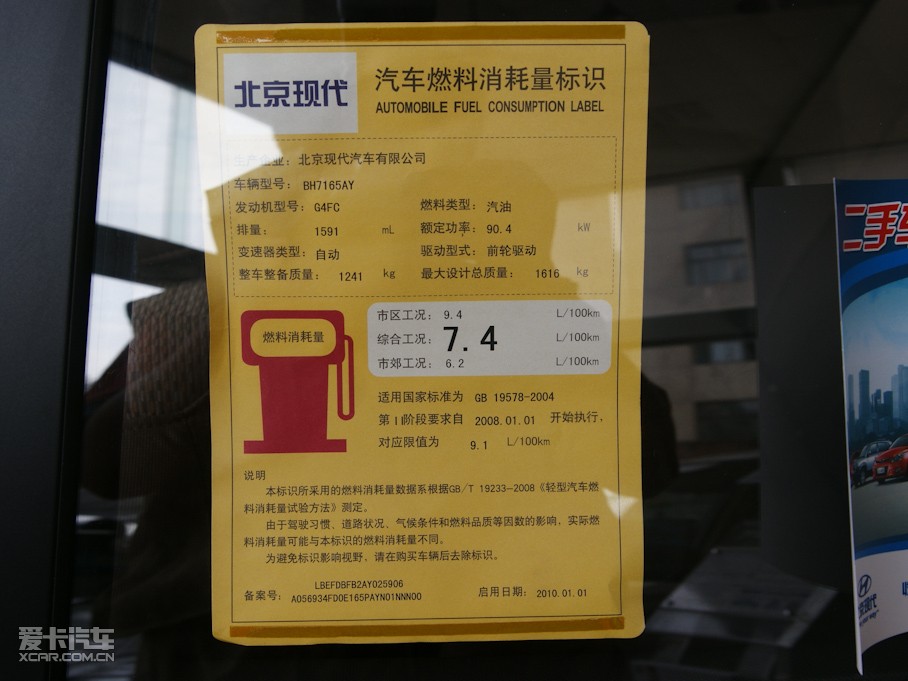 北京现代
汽车燃料消耗量标识
AUTOMOBILE FUEL CONSUMPTION LABEL
生产企业: 北京现代汽车有限公司
车辆型号: BH7165AY
发动机型号: G4FC 燃料类型: 汽油
排量: 1591 mL 额定功率: 90.4 kW
变速器类型: 自动 驱动型式: 前轮驱动
整车整备质量: 1241 kg 最大设计总质量: 1616 kg
燃料消耗量
市区工况: 9.4 L/100km
综合工况: 7.4 L/100km
市郊工况: 6.2 L/100km
适用国家标准为 GB 19578-2004
第Ⅱ阶段要求自 2008.01.01 开始执行,
对应限值为 9.1 L/100km
说明
本标识所采用的燃料消耗量数据系根据GB/T 19233-2008《轻型汽车燃
料消耗量试验方法》测定。
由于驾驶习惯、道路状况、气候条件和燃料品质等因数的影响,实际燃
料消耗量可能与本标识的燃料消耗量不同。
为避免标识影响视野,请在购买车辆后去除标识。
LBEFDBFB2AY025906
备案号: A056934FD0E165PAYN01NNN00 启用日期: 2010.01.01
二手车
北京现代
爱卡汽车
XCAR.COM.CN